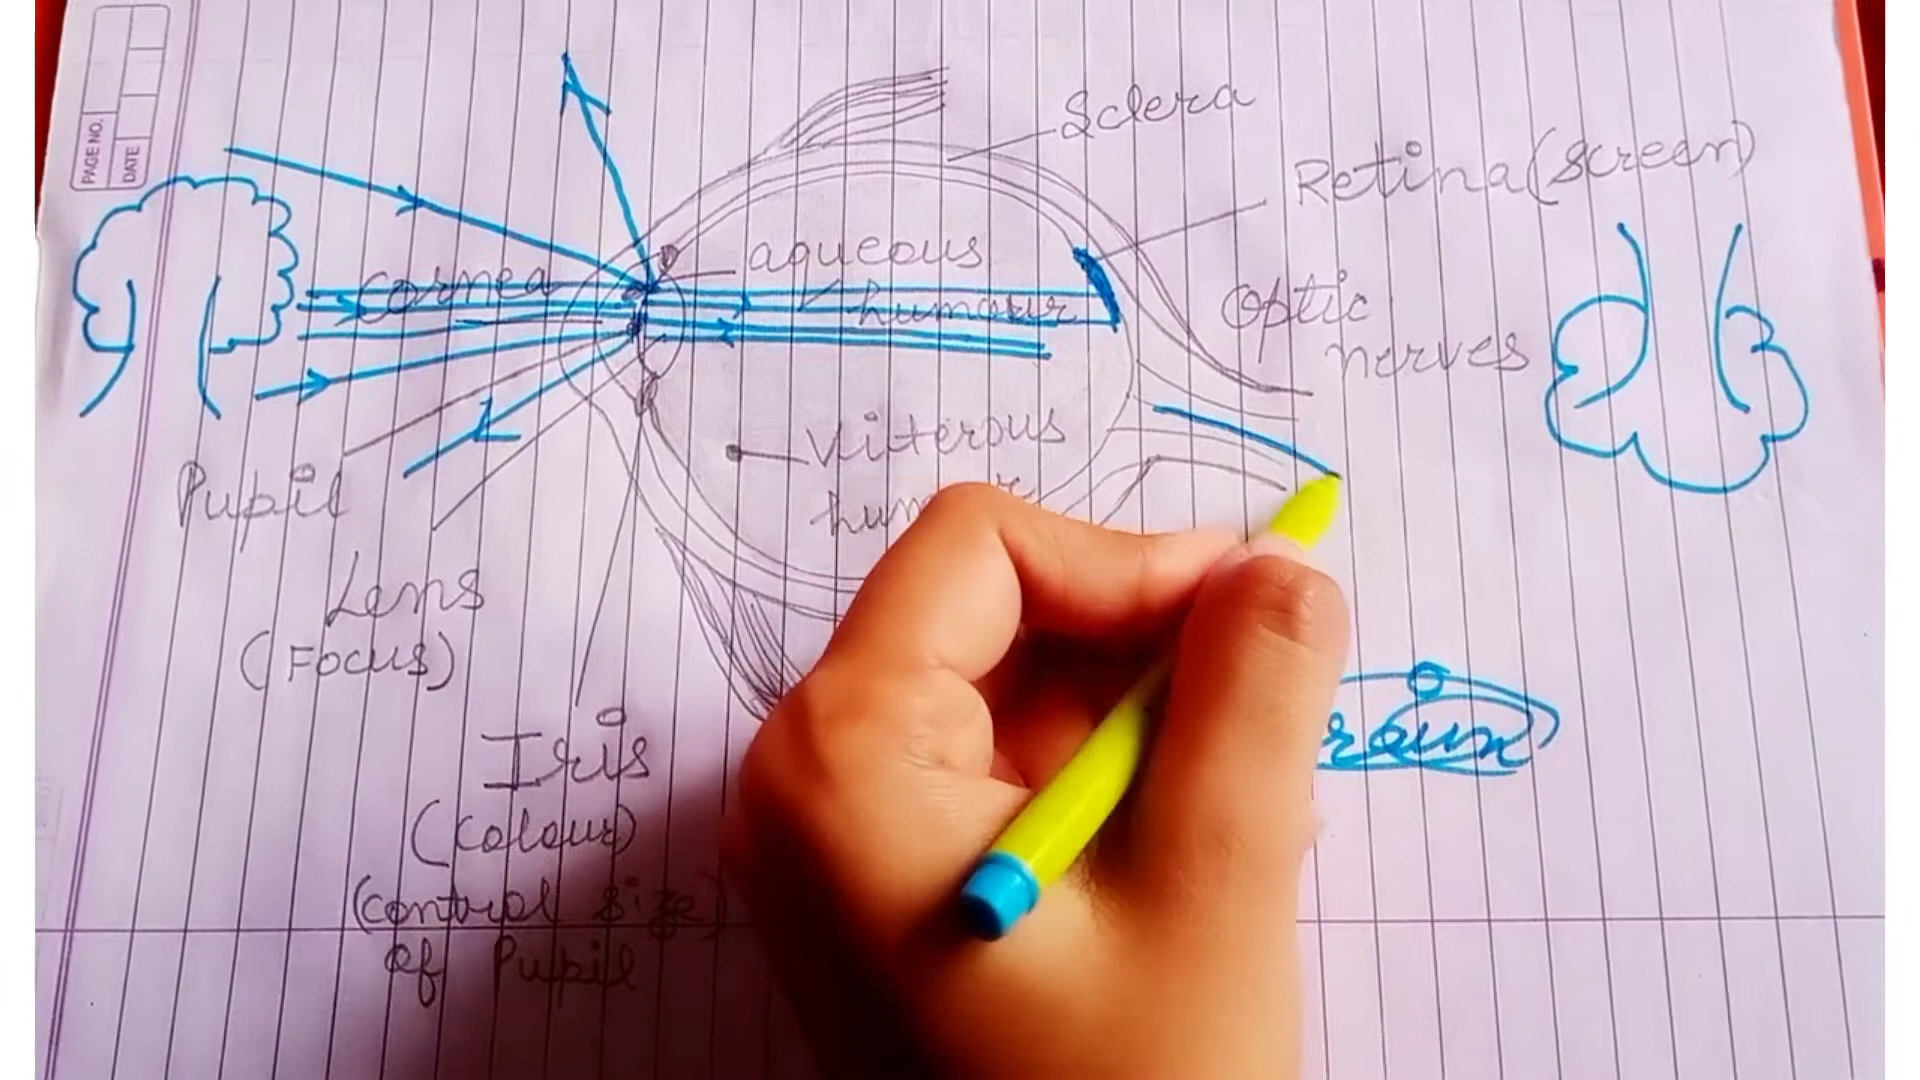 PAGE NO.
DATE
Sclera
Retina (Screen)
cornea
aqueous
humour
Optic
nerves
Pupil
Viterous
Lens
(Focus)
Iris
(Colour)
(control size)
of Pupil